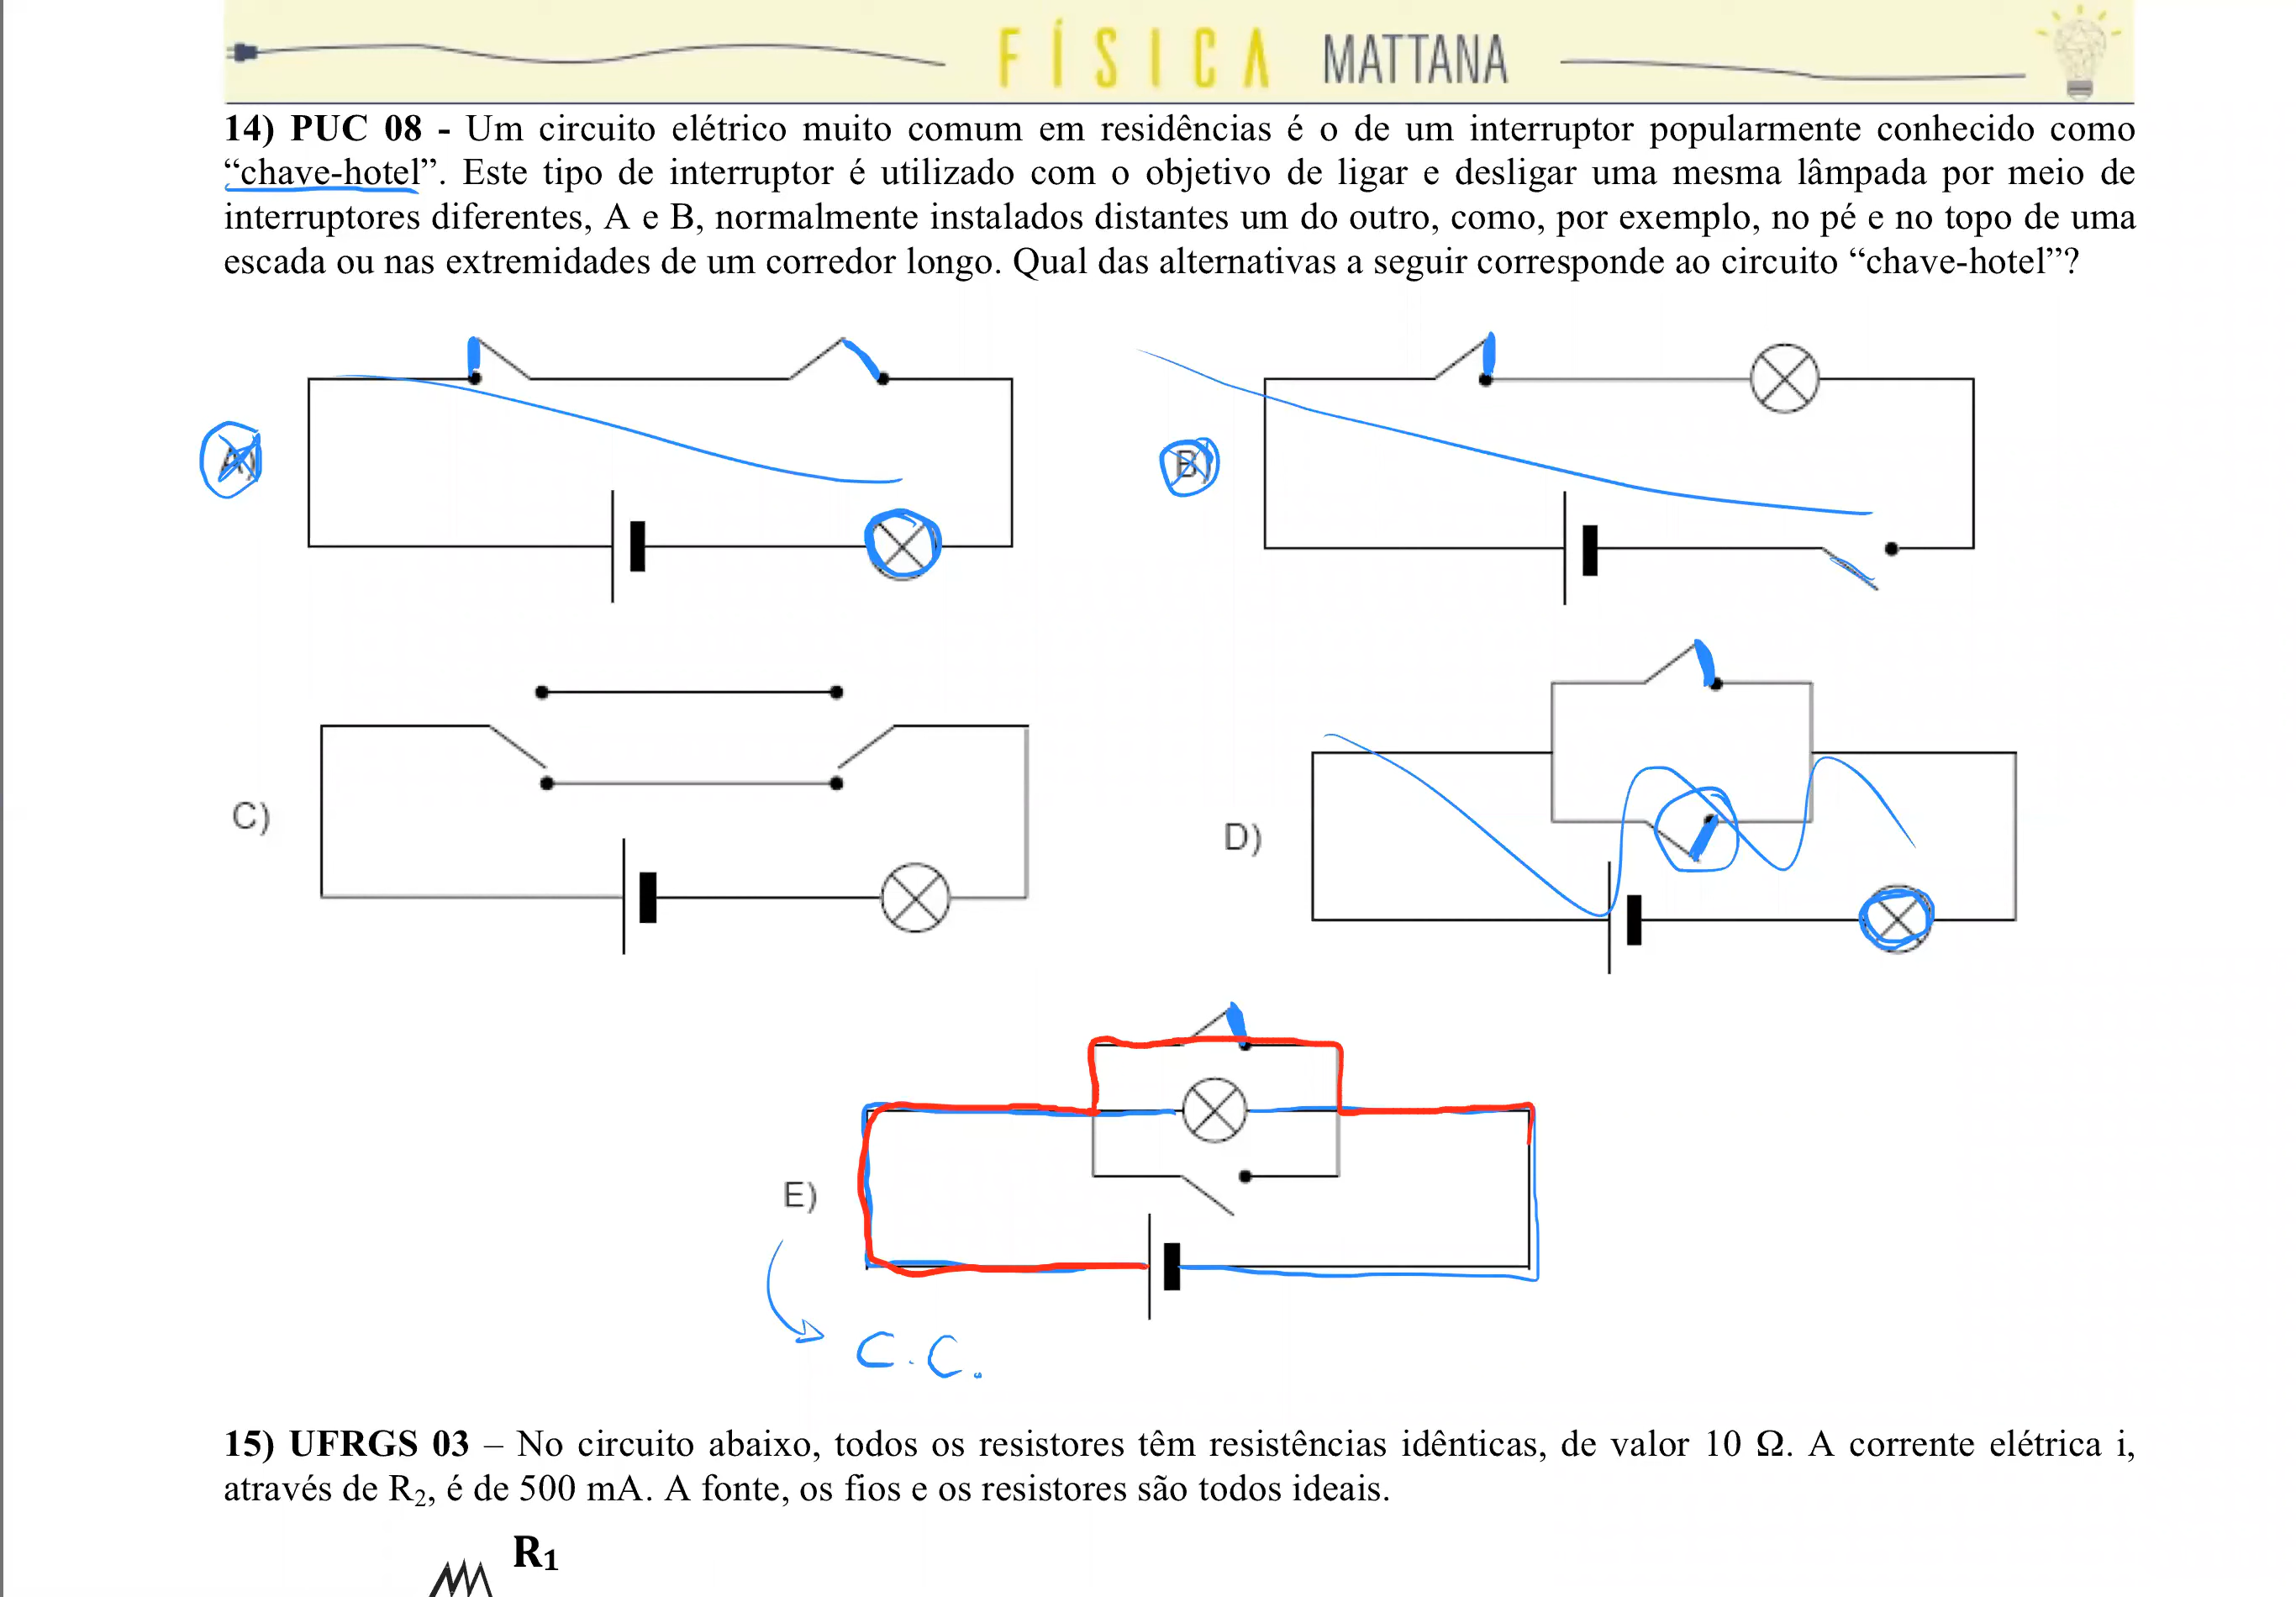 FÍSICA MATTANA
14) PUC 08 - Um circuito elétrico muito comum em residências é o de um interruptor popularmente conhecido como
“chave-hotel”. Este tipo de interruptor é utilizado com o objetivo de ligar e desligar uma mesma lâmpada por meio de
interruptores diferentes, A e B, normalmente instalados distantes um do outro, como, por exemplo, no pé e no topo de uma
escada ou nas extremidades de um corredor longo. Qual das alternativas a seguir corresponde ao circuito “chave-hotel”?
A)
B)
C)
D)
E)
C.C.
15) UFRGS 03 – No circuito abaixo, todos os resistores têm resistências idênticas, de valor 10 Ω. A corrente elétrica i,
através de R₂, é de 500 mA. A fonte, os fios e os resistores são todos ideais.
R₁